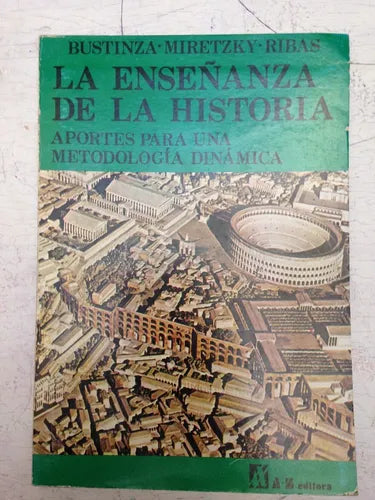 BUSTINZA-MIRETZKY-RIBAS
LA ENSEÑANZA
DE LA HISTORIA
APORTES PARA UNA
METODOLOGÍA DINÁMICA
A-Z editora